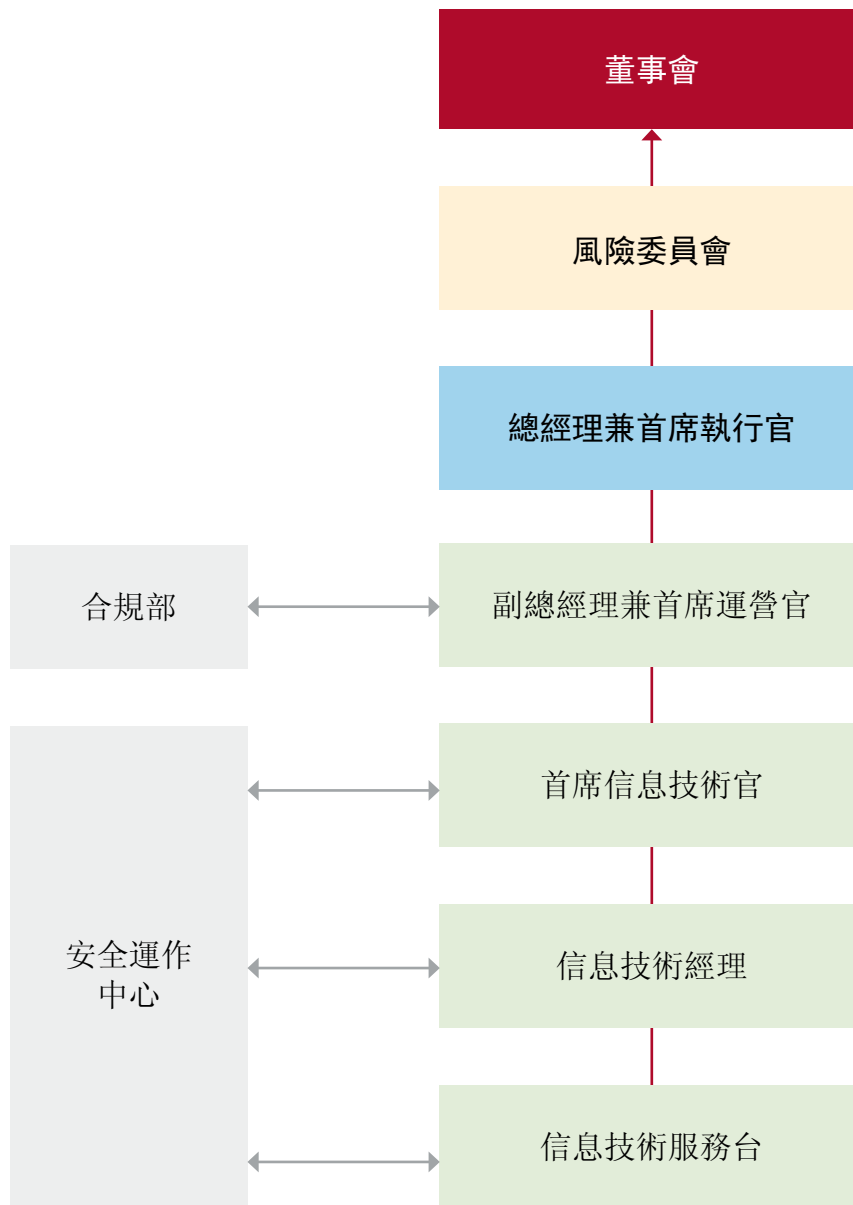 董事會
風險委員會
總經理兼首席執行官
合規部
副總經理兼首席運營官
首席信息技術官
安全運作
中心
信息技術經理
信息技術服務台